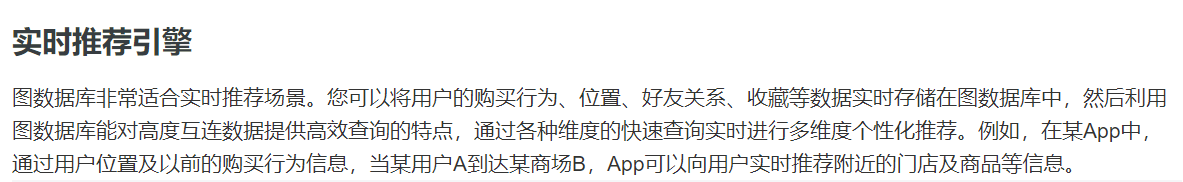 实时推荐引擎
图数据库非常适合实时推荐场景。您可以将用户的购买行为、位置、好友关系、收藏等数据实时存储在图数据库中，然后利用
图数据库能对高度互连数据提供高效查询的特点，通过各种维度的快速查询实时进行多维度个性化推荐。例如，在某App中，
通过用户位置及以前的购买行为信息，当某用户A到达某商场B，App可以向用户实时推荐附近的门店及商品等信息。